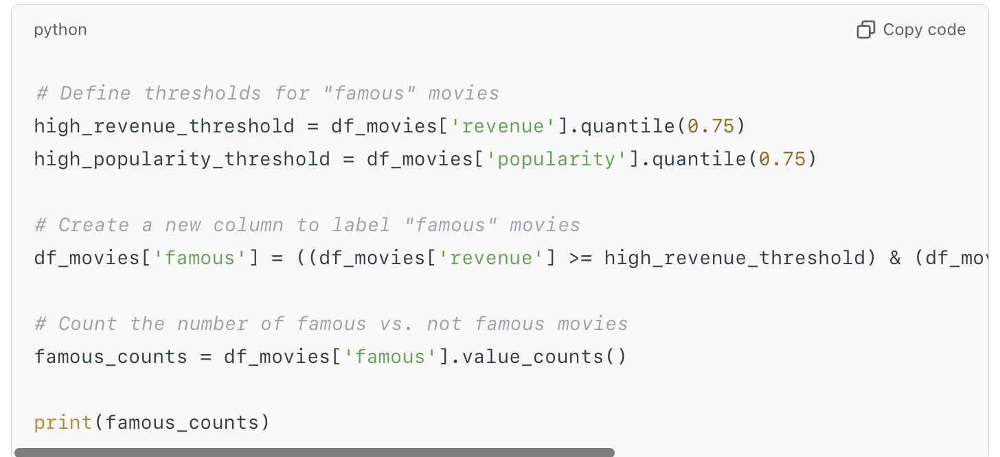 python
Copy code
# Define thresholds for "famous" movies
high_revenue_threshold = df_movies['revenue'].quantile(0.75)
high_popularity_threshold = df_movies['popularity'].quantile(0.75)
# Create a new column to label "famous" movies
df_movies['famous'] = ((df_movies['revenue'] >= high_revenue_threshold) & (df_mov
# Count the number of famous vs. not famous movies
famous_counts = df_movies['famous'].value_counts()
print(famous_counts)